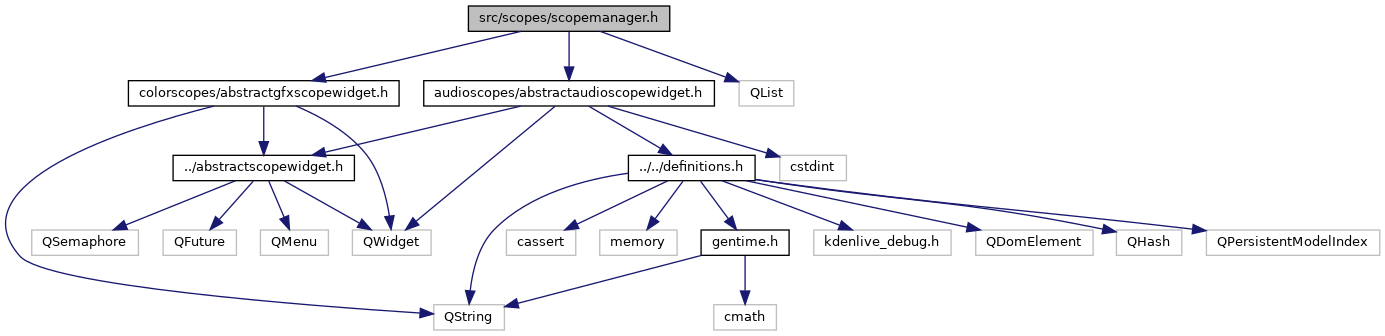 src/scopes/scopemanager.h
colorscopes/abstractgfxscopewidget.h
audioscopes/abstractaudioscopewidget.h
QList
../abstractscopewidget.h
../../definitions.h
cstdint
QSemaphore
QFuture
QMenu
QWidget
cassert
memory
gentime.h
kdenlive_debug.h
QDomElement
QHash
QPersistentModelIndex
QString
cmath